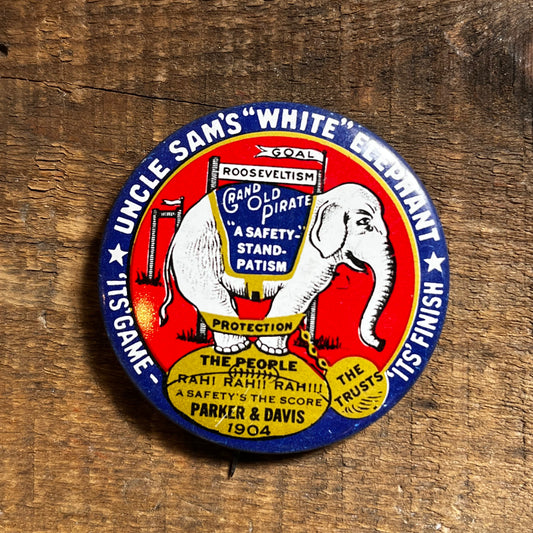 UNCLE SAM'S "WHITE" ELEPHANT
GOAL
ROOSEVELTISM
GRAND OLD PIRATE
"A SAFETY-"
STAND-
PATISM
PROTECTION
THE PEOPLE
RAH! RAH!! RAH!!!
A SAFETY'S THE SCORE
PARKER & DAVIS
1904
THE
TRUSTS
★ 'ITS' GAME -
'ITS FINISH ★